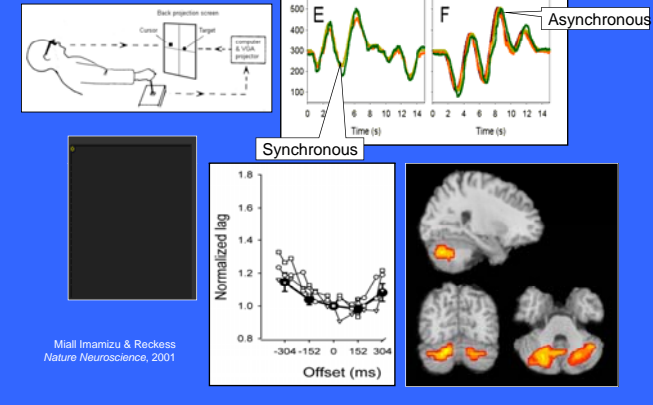 Back projection screen
Cursor
Target
computer
& VGA
projector
E
500
400
300
200
100
0 2 4 6 8 10 12 14
Time (s)
F
0 2 4 6 8 10 12 14
Time (s)
Asynchronous
Synchronous
Normalized lag
1.8
1.6
1.4
1.2
1.0
0.8
-304 -152 0 152 304
Offset (ms)
Miall Imamizu & Reckess
Nature Neuroscience, 2001